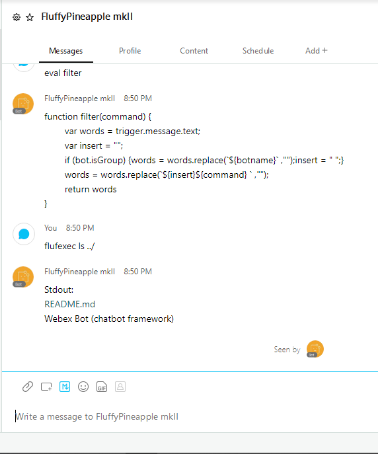 FluffyPineapple mkII
Messages Profile Content Schedule Add +
eval filter
FluffyPineapple mkII 8:50 PM
function filter(command) {
var words = trigger.message.text;
var insert = "";
if (bot.isGroup) {words = words.replace(`${botname}` ,"");insert = " ";}
words = words.replace(`${insert}${command} ` ,"");
return words
}
You 8:50 PM
flufexec ls ../
FluffyPineapple mkII 8:50 PM
Stdout:
README.md
Webex Bot (chatbot framework)
Seen by
Write a message to FluffyPineapple mkII